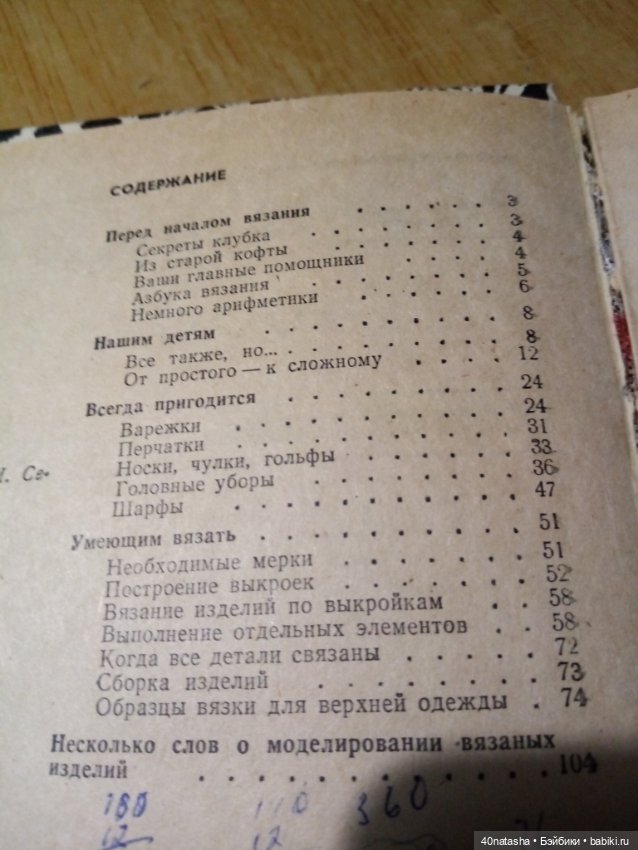 СОДЕРЖАНИЕ
Перед началом вязания . . . . . . . 3
Секреты клубка . . . . . . . 3
Из старой кофты . . . . . . . 4
Ваши главные помощники . . . . 4
Азбука вязания . . . . . . . 5
Немного арифметики . . . . . 6
Нашим детям . . . . . . . . 8
Все также, но... . . . . . . . 8
От простого — к сложному . . . . 12
Всегда пригодится . . . . . . . 24
Варежки . . . . . . . . . 24
Перчатки . . . . . . . . . 31
Носки, чулки, гольфы . . . . . 33
Головные уборы . . . . . . . 36
Шарфы . . . . . . . . . 47
Умеющим вязать . . . . . . . . 51
Необходимые мерки . . . . . . 51
Построение выкроек . . . . . . 52
Вязание изделий по выкройкам . . 58
Выполнение отдельных элементов . . 58
Когда все детали связаны . . . . 72
Сборка изделий . . . . . . . 73
Образцы вязки для верхней одежды . 74
Несколько слов о моделировании вязаных
изделий . . . . . . . . . . 104
180 110 360
12 12
40natasha • Бэйбики • babiki.ru